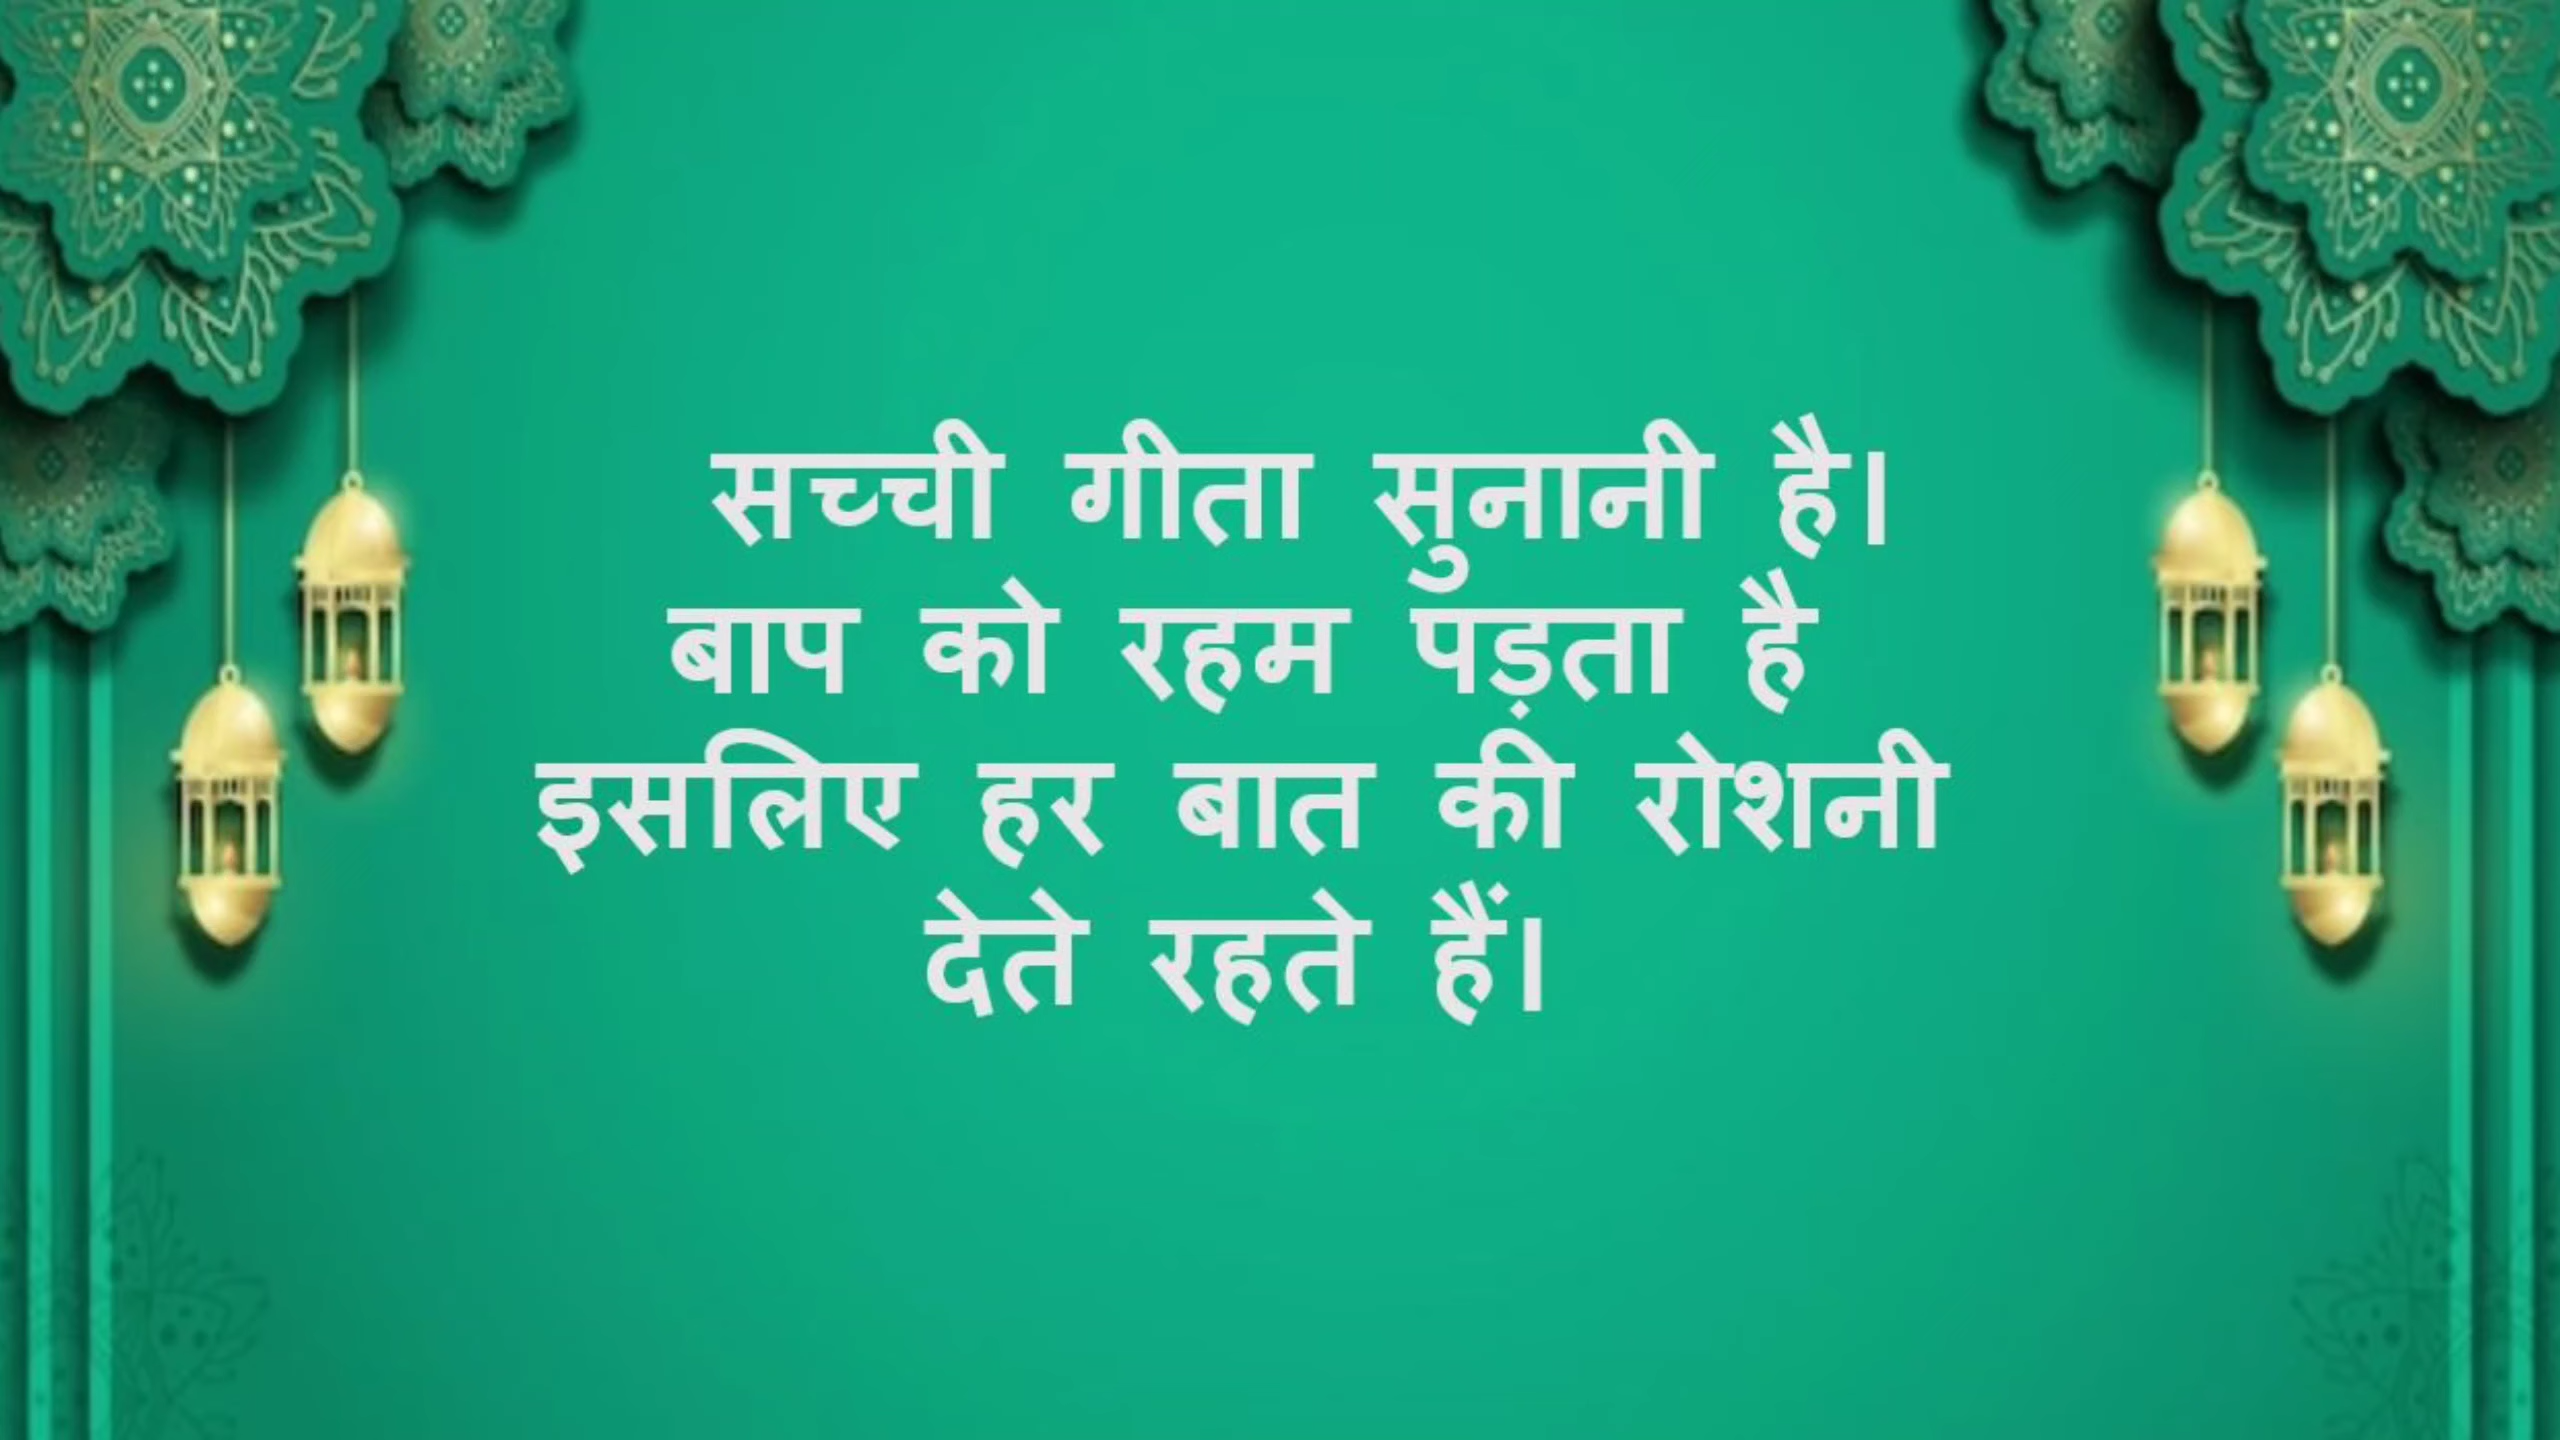 सच्ची गीता सुनानी है।
बाप को रहम पड़ता है
इसलिए हर बात की रोशनी
देते रहते हैं।